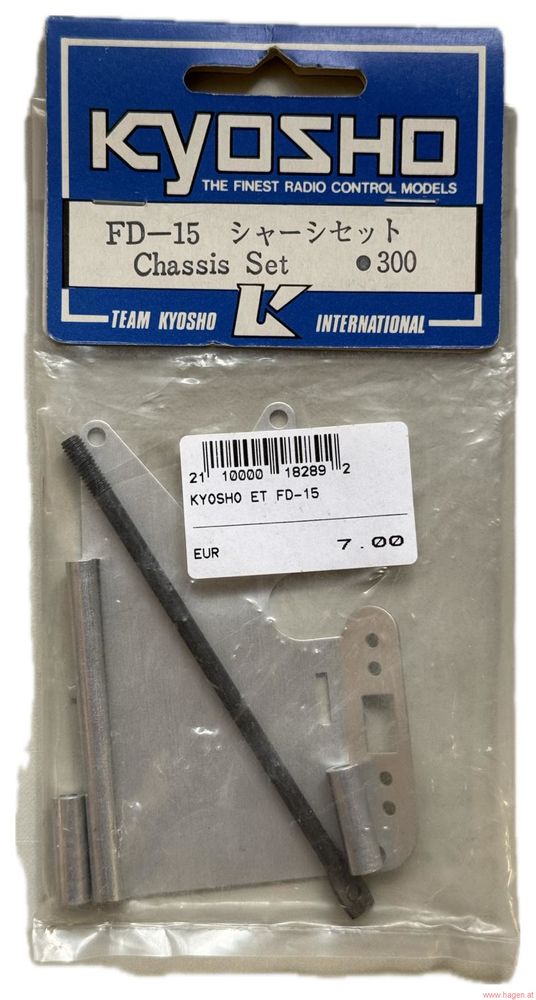 KYOSHO
THE FINEST RADIO CONTROL MODELS
FD-15 シャーシセット
Chassis Set ●300
TEAM KYOSHO K INTERNATIONAL
21 10000 18289 2
KYOSHO ET FD-15
EUR 7.00
www.hagen.at